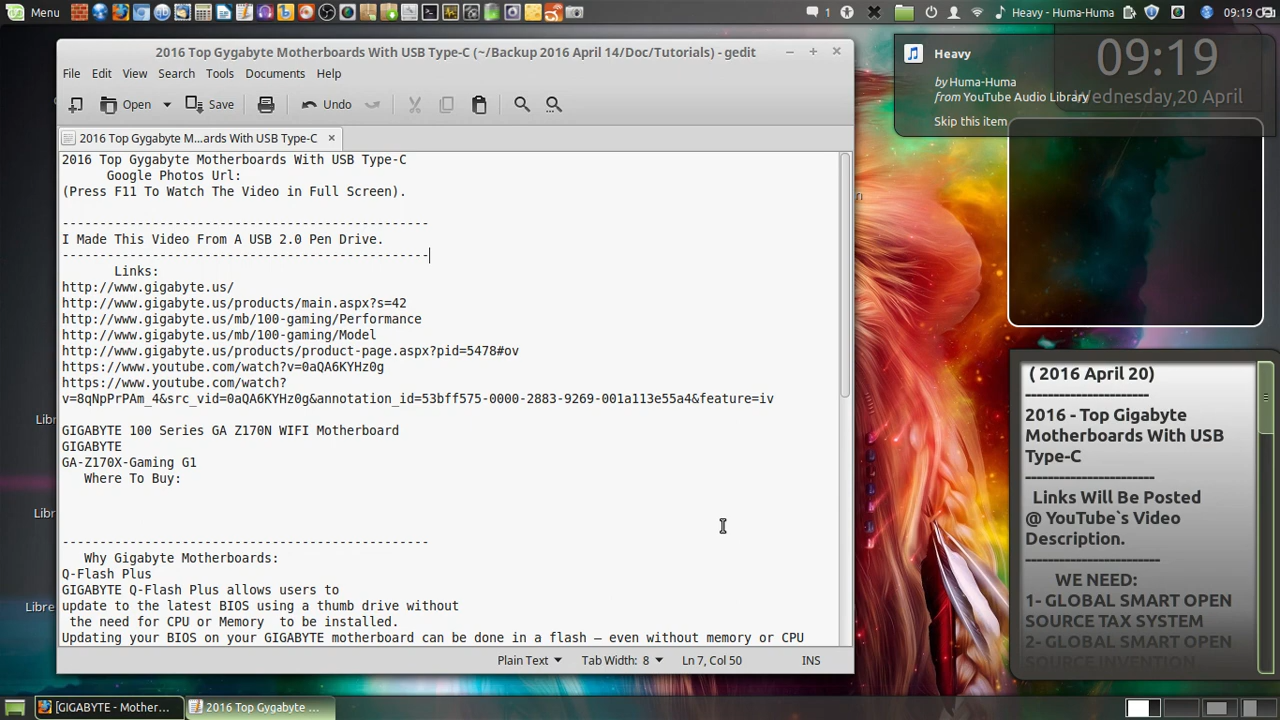 Menu
1
Heavy - Huma-Huma
09:19
2016 Top Gygabyte Motherboards With USB Type-C (~/Backup 2016 April 14/Doc/Tutorials) - gedit
File Edit View Search Tools Documents Help
Open Save Undo
2016 Top Gygabyte M...ards With USB Type-C ×
2016 Top Gygabyte Motherboards With USB Type-C
Google Photos Url:
(Press F11 To Watch The Video in Full Screen).
-------------------------------------------------
I Made This Video From A USB 2.0 Pen Drive.
-------------------------------------------------
Links:
http://www.gigabyte.us/
http://www.gigabyte.us/products/main.aspx?s=42
http://www.gigabyte.us/mb/100-gaming/Performance
http://www.gigabyte.us/mb/100-gaming/Model
http://www.gigabyte.us/products/product-page.aspx?pid=5478#ov
https://www.youtube.com/watch?v=0aQA6KYHz0g
https://www.youtube.com/watch?
v=8qNpPrPAm_4&src_vid=0aQA6KYHz0g&annotation_id=53bff575-0000-2883-9269-001a113e55a4&feature=iv
GIGABYTE 100 Series GA Z170N WIFI Motherboard
GIGABYTE
GA-Z170X-Gaming G1
Where To Buy:
-------------------------------------------------
Why Gigabyte Motherboards:
Q-Flash Plus
GIGABYTE Q-Flash Plus allows users to
update to the latest BIOS using a thumb drive without
the need for CPU or Memory  to be installed.
Updating your BIOS on your GIGABYTE motherboard can be done in a flash – even without memory or CPU
Plain Text Tab Width: 8 Ln 7, Col 50 INS
Heavy
by Huma-Huma
from YouTube Audio Library
Skip this item
09:19
Wednesday,20 April
( 2016 April 20)
----------------------
2016 - Top Gigabyte
Motherboards With USB
Type-C
-----------------------
Links Will Be Posted
@ YouTube`s Video
Description.
------------------------
WE NEED:
1- GLOBAL SMART OPEN
SOURCE TAX SYSTEM
2- GLOBAL SMART OPEN
SOURCE INVENTION
Libr
Libr
Libre
[GIGABYTE - Mother...
2016 Top Gygabyte ...